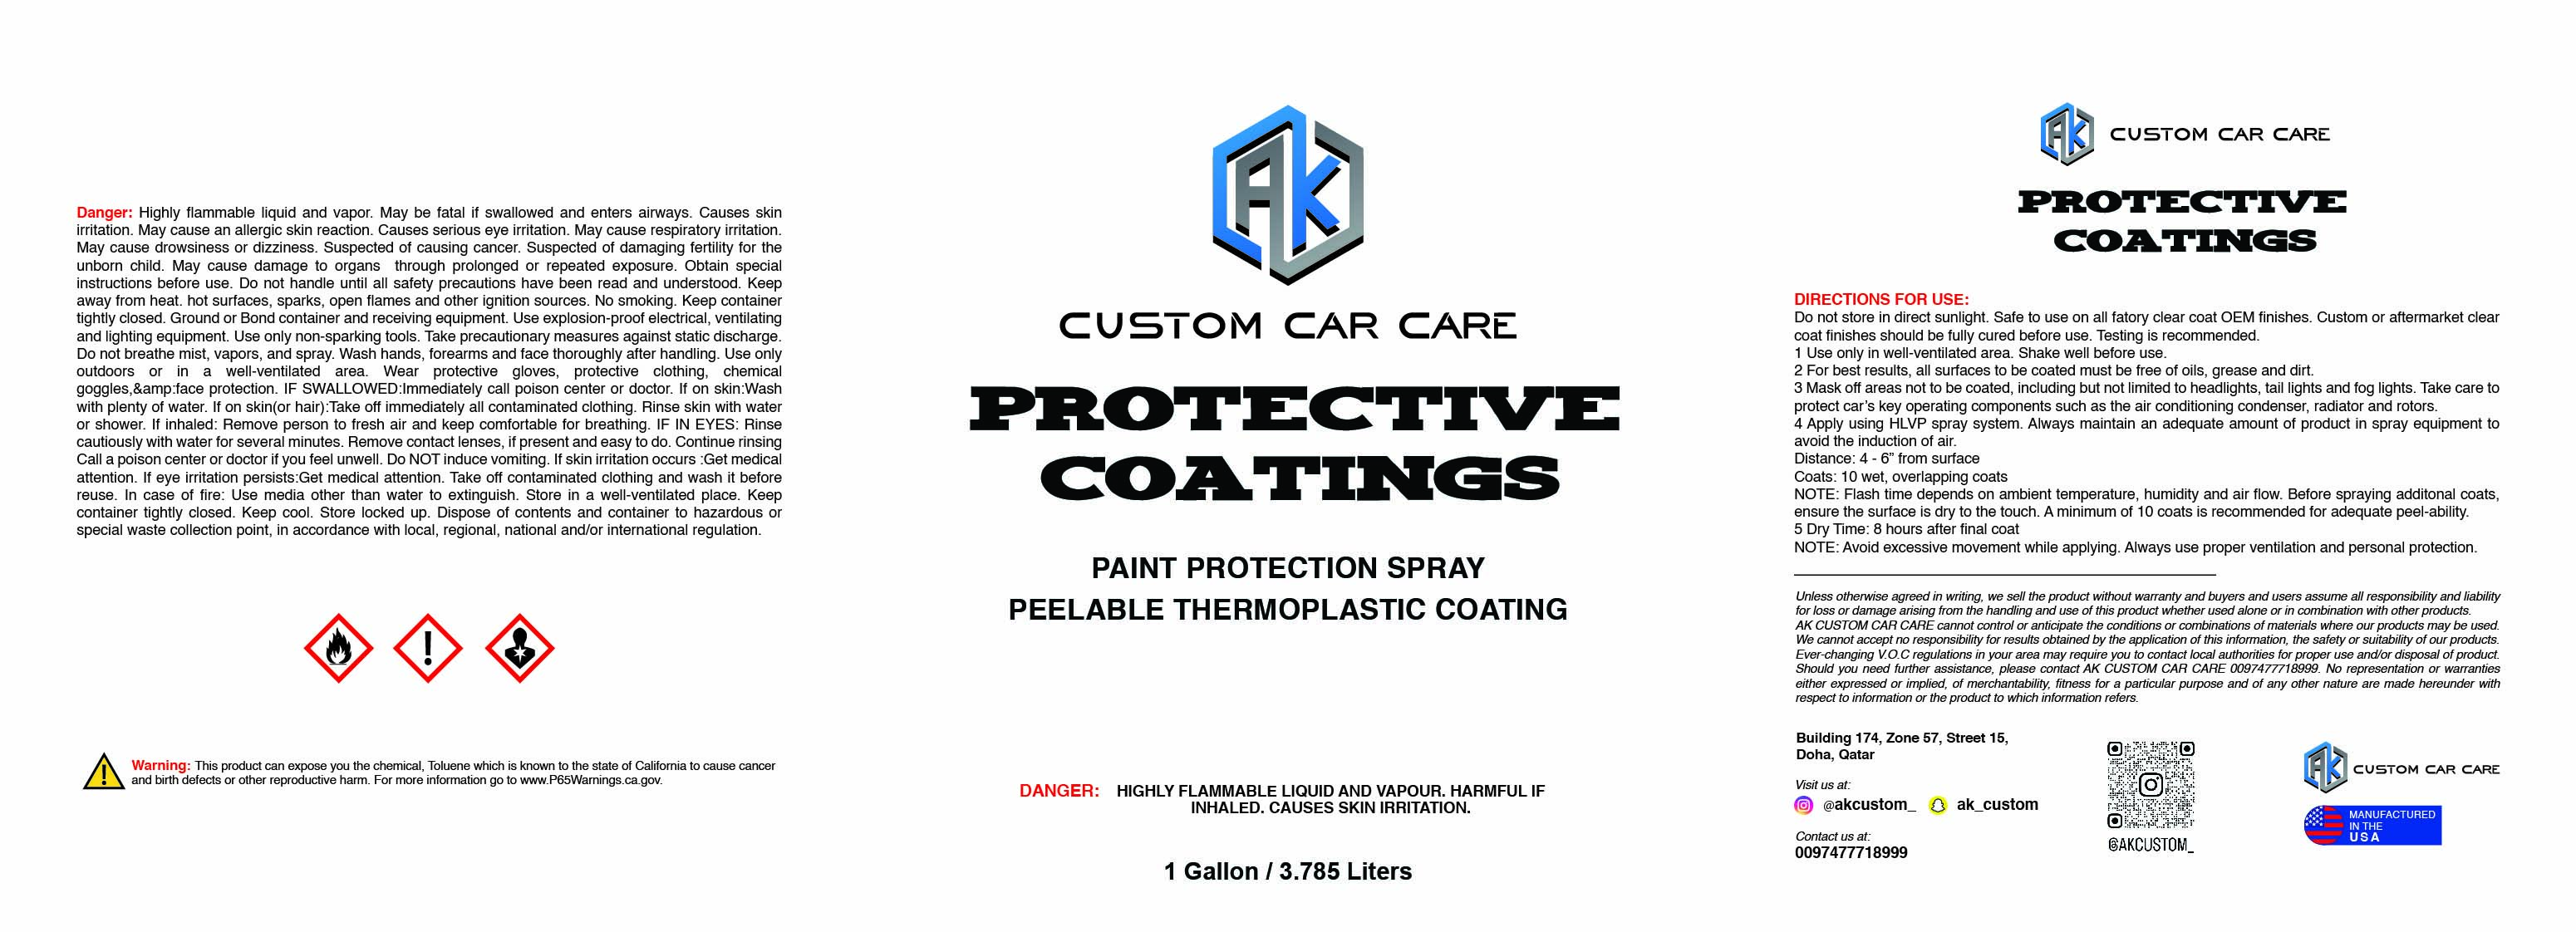 Danger: Highly flammable liquid and vapor. May be fatal if swallowed and enters airways. Causes skin
irritation. May cause an allergic skin reaction. Causes serious eye irritation. May cause respiratory irritation.
May cause drowsiness or dizziness. Suspected of causing cancer. Suspected of damaging fertility for the
unborn child. May cause damage to organs through prolonged or repeated exposure. Obtain special
instructions before use. Do not handle until all safety precautions have been read and understood. Keep
away from heat. hot surfaces, sparks, open flames and other ignition sources. No smoking. Keep container
tightly closed. Ground or Bond container and receiving equipment. Use explosion-proof electrical, ventilating
and lighting equipment. Use only non-sparking tools. Take precautionary measures against static discharge.
Do not breathe mist, vapors, and spray. Wash hands, forearms and face thoroughly after handling. Use only
outdoors or in a well-ventilated area. Wear protective gloves, protective clothing, chemical
goggles,&amp:face protection. IF SWALLOWED:Immediately call poison center or doctor. If on skin:Wash
with plenty of water. If on skin(or hair):Take off immediately all contaminated clothing. Rinse skin with water
or shower. If inhaled: Remove person to fresh air and keep comfortable for breathing. IF IN EYES: Rinse
cautiously with water for several minutes. Remove contact lenses, if present and easy to do. Continue rinsing
Call a poison center or doctor if you feel unwell. Do NOT induce vomiting. If skin irritation occurs :Get medical
attention. If eye irritation persists:Get medical attention. Take off contaminated clothing and wash it before
reuse. In case of fire: Use media other than water to extinguish. Store in a well-ventilated place. Keep
container tightly closed. Keep cool. Store locked up. Dispose of contents and container to hazardous or
special waste collection point, in accordance with local, regional, national and/or international regulation.
Warning: This product can expose you the chemical, Toluene which is known to the state of California to cause cancer
and birth defects or other reproductive harm. For more information go to www.P65Warnings.ca.gov.
AK
CUSTOM CAR CARE
PROTECTIVE
COATINGS
PAINT PROTECTION SPRAY
PEELABLE THERMOPLASTIC COATING
DANGER: HIGHLY FLAMMABLE LIQUID AND VAPOUR. HARMFUL IF
INHALED. CAUSES SKIN IRRITATION.
1 Gallon / 3.785 Liters
AK CUSTOM CAR CARE
PROTECTIVE
COATINGS
DIRECTIONS FOR USE:
Do not store in direct sunlight. Safe to use on all fatory clear coat OEM finishes. Custom or aftermarket clear
coat finishes should be fully cured before use. Testing is recommended.
1 Use only in well-ventilated area. Shake well before use.
2 For best results, all surfaces to be coated must be free of oils, grease and dirt.
3 Mask off areas not to be coated, including but not limited to headlights, tail lights and fog lights. Take care to
protect car's key operating components such as the air conditioning condenser, radiator and rotors.
4 Apply using HLVP spray system. Always maintain an adequate amount of product in spray equipment to
avoid the induction of air.
Distance: 4 - 6” from surface
Coats: 10 wet, overlapping coats
NOTE: Flash time depends on ambient temperature, humidity and air flow. Before spraying additonal coats,
ensure the surface is dry to the touch. A minimum of 10 coats is recommended for adequate peel-ability.
5 Dry Time: 8 hours after final coat
NOTE: Avoid excessive movement while applying. Always use proper ventilation and personal protection.
Unless otherwise agreed in writing, we sell the product without warranty and buyers and users assume all responsibility and liability
for loss or damage arising from the handling and use of this product whether used alone or in combination with other products.
AK CUSTOM CAR CARE cannot control or anticipate the conditions or combinations of materials where our products may be used.
We cannot accept no responsibility for results obtained by the application of this information, the safety or suitability of our products.
Ever-changing V.O.C regulations in your area may require you to contact local authorities for proper use and/or disposal of product.
Should you need further assistance, please contact AK CUSTOM CAR CARE 0097477718999. No representation or warranties
either expressed or implied, of merchantability, fitness for a particular purpose and of any other nature are made hereunder with
respect to information or the product to which information refers.
Building 174, Zone 57, Street 15,
Doha, Qatar
Visit us at:
@akcustom_ ak_custom
Contact us at:
0097477718999
@AKCUSTOM_
AK CUSTOM CAR CARE
MANUFACTURED
IN THE
USA